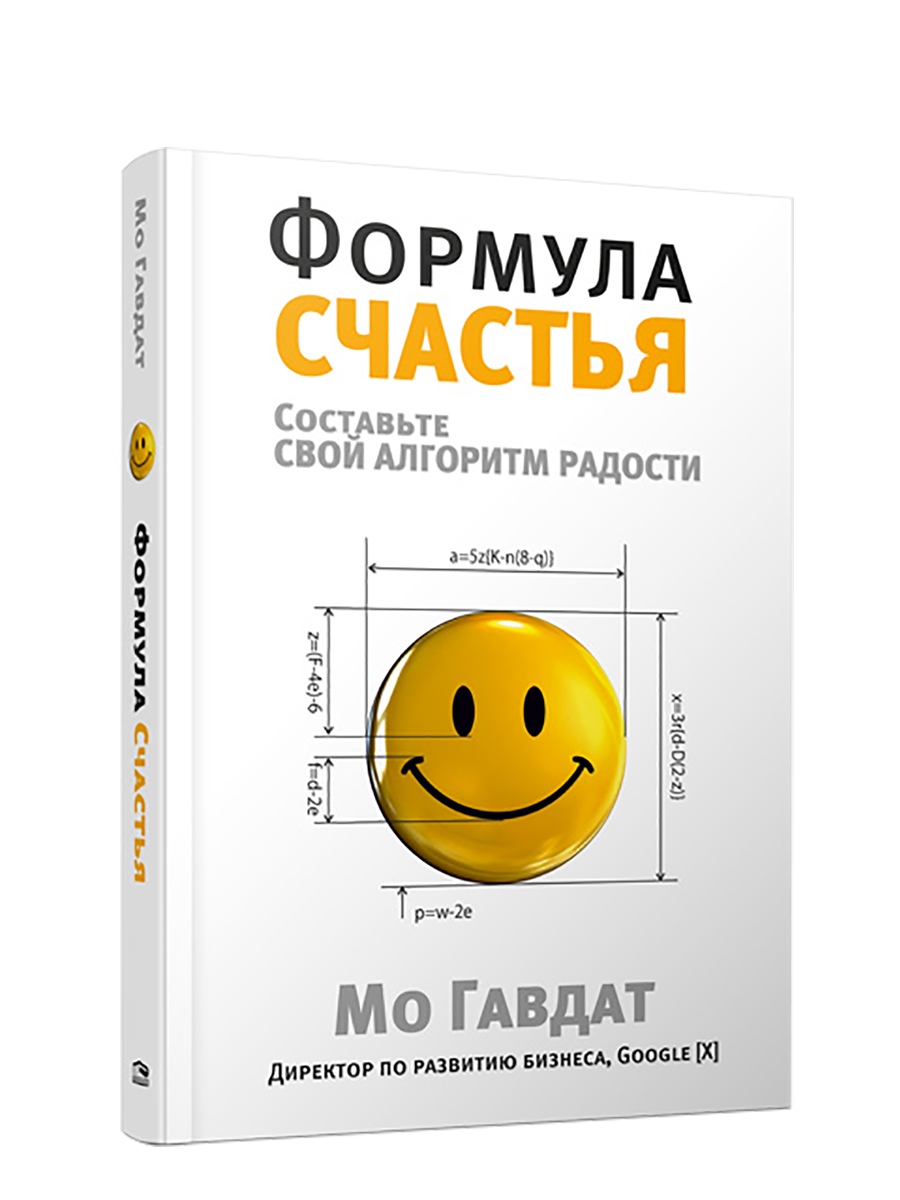 Мо Гавдат
Формула Счастья
Формула
счастья
Составьте
свой алгоритм радости
a=5z{K-n(8-q)}
z=(F-4e)-6
x=3r{d-D(2-z)}
f=d-2e
p=w-2e
Мо Гавдат
Директор по развитию бизнеса, Google [X]